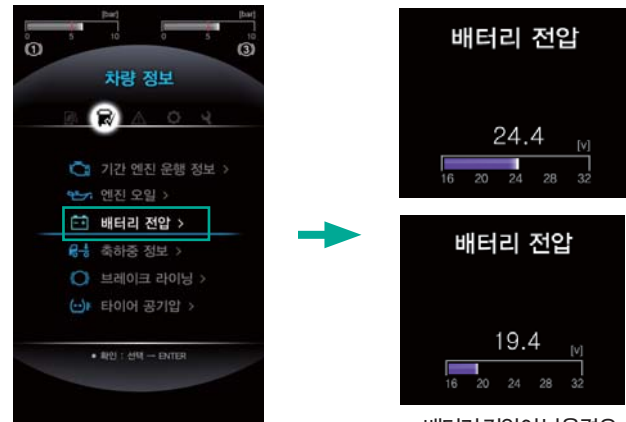 [bar] [bar]
0 5 10 0 5 10
(1) (3)
차량 정보
기간 엔진 운행 정보 >
엔진 오일 >
배터리 전압 >
축하중 정보 >
브레이크 라이닝 >
타이어 공기압 >
• 확인 : 선택 → ENTER
배터리 전압
24.4 [v]
16 20 24 28 32
배터리 전압
19.4 [v]
16 20 24 28 32